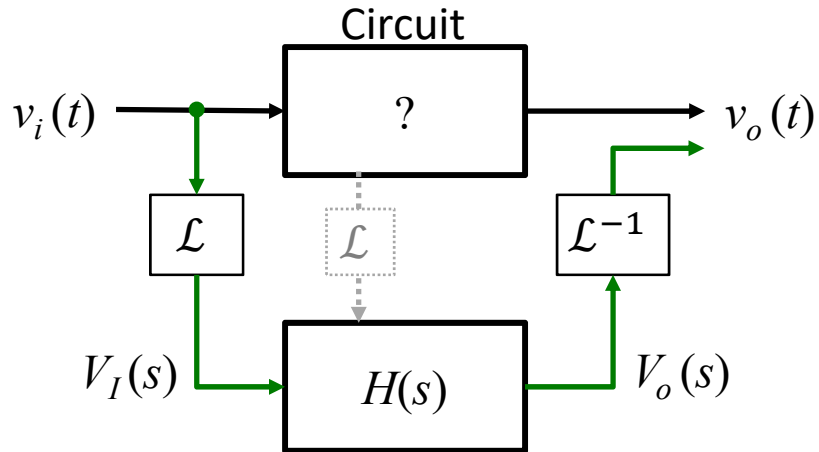 Circuit
v_i(t)
?
v_o(t)
ℒ
ℒ
ℒ⁻¹
V_I(s)
H(s)
V_o(s)